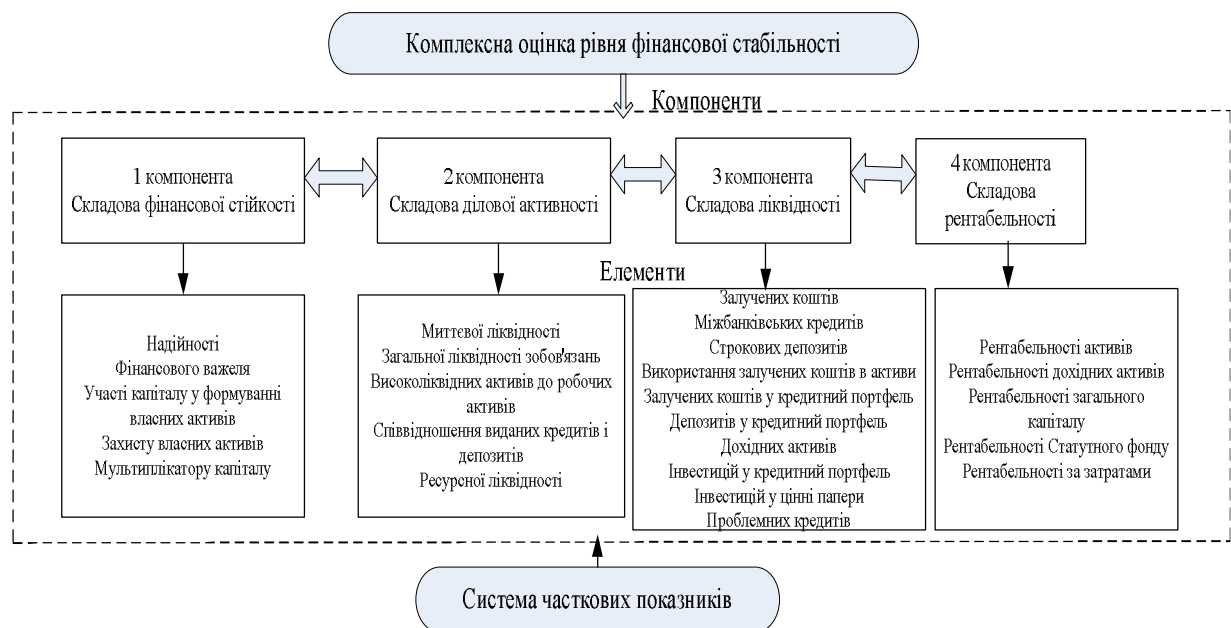 Комплексна оцінка рівня фінансової стабільності
Компоненти
1 компонента
Складова фінансової стійкості
2 компонента
Складова ділової активності
3 компонента
Складова ліквідності
4 компонента
Складова
рентабельності
Елементи
Надійності
Фінансового важеля
Участі капіталу у формуванні
власних активів
Захисту власних активів
Мультиплікатору капіталу
Миттєвої ліквідності
Загальної ліквідності зобов'язань
Високоліквідних активів до робочих
активів
Співвідношення виданих кредитів і
депозитів
Ресурсної ліквідності
Залучених коштів
Міжбанківських кредитів
Строкових депозитів
Використання залучених коштів в активи
Залучених коштів у кредитний портфель
Депозитів у кредитний портфель
Дохідних активів
Інвестицій у кредитний портфель
Інвестицій у цінні папери
Проблемних кредитів
Рентабельності активів
Рентабельності дохідних активів
Рентабельності загального
капіталу
Рентабельності Статутного фонду
Рентабельності за затратами
Система часткових показників